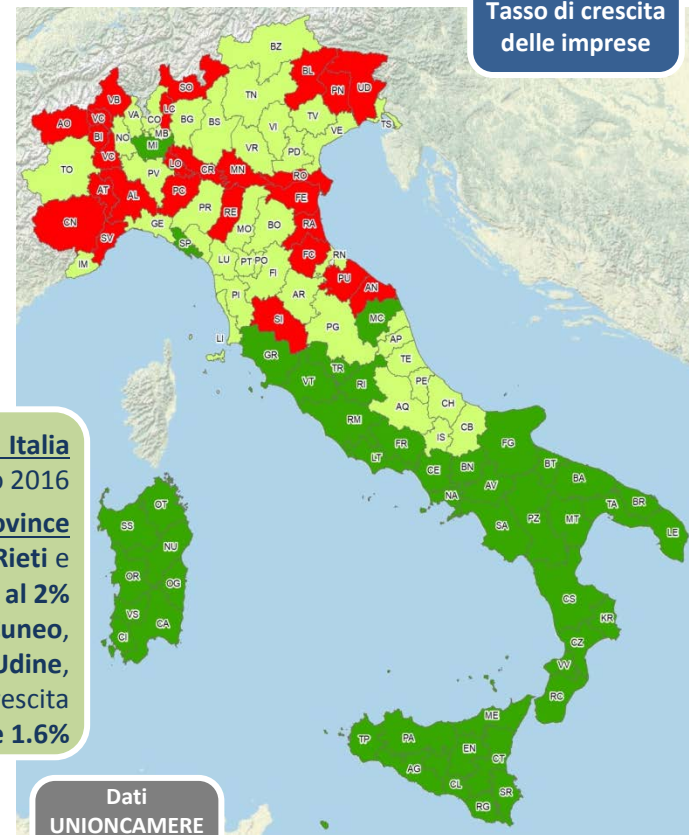 Tasso di crescita
delle imprese
BZ
BL
SO
PN
UD
VB
TN
LC
AO
VC
VA
CO
BG
BS
TV
TS
BI
NO
MB
VI
VE
MI
VR
PD
VC
TO
LO
PV
CR
MN
RO
AT
AL
PC
FE
PR
RE
CN
MO
BO
RA
GE
SV
SP
FC
RN
IM
LU
PT
PO
FI
PU
AN
PI
AR
MC
SI
PG
LI
AP
GR
TE
TR
VT
RI
PE
CH
AQ
RM
CB
IS
FR
FG
LT
CE
BN
BT
BA
NA
AV
TA
BR
SA
PZ
MT
LE
OT
SS
NU
OR
OG
VS
CA
CI
CS
KR
CZ
VV
RC
ME
TP
PA
EN
CT
AG
CL
SR
RG
Italia
o 2016
ovince
Rieti e
al 2%
uneo,
Udine,
escita
e 1.6%
Dati
UNIONCAMERE